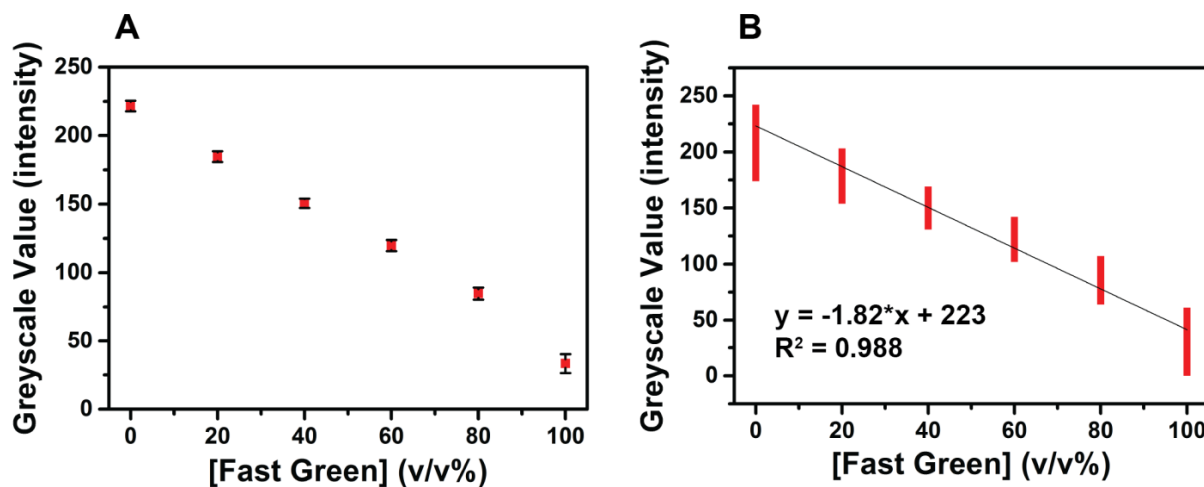 A
Greyscale Value (intensity)
250
200
150
100
50
0
0 20 40 60 80 100
[Fast Green] (v/v%)
B
Greyscale Value (intensity)
250
200
150
100
50
0
y = -1.82*x + 223
R² = 0.988
0 20 40 60 80 100
[Fast Green] (v/v%)